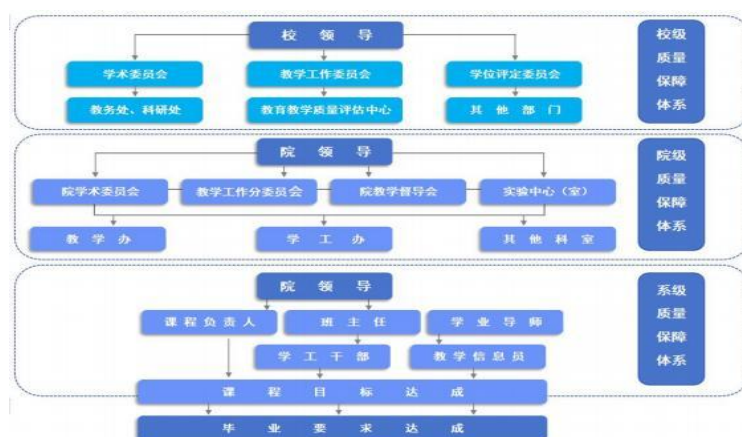 校领导
校级
质量
保障
体系
学术委员会
教学工作委员会
学位评定委员会
教务处、科研处
教育教学质量评估中心
其他部门
院领导
院级
质量
保障
体系
院学术委员会
教学工作分委员会
院教学督导会
实验中心（室）
教学办
学工办
其他科室
院领导
系级
质量
保障
体系
课程负责人
班主任
学业导师
学工干部
教学信息员
课程目标达成
毕业要求达成